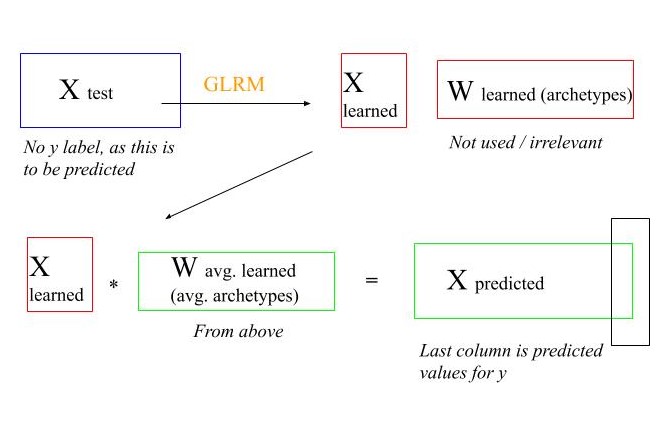 X test
GLRM
X
learned
W learned (archetypes)
No y label, as this is
to be predicted
Not used / irrelevant
X
learned
*
W avg. learned
(avg. archetypes)
=
X predicted
From above
Last column is predicted
values for y